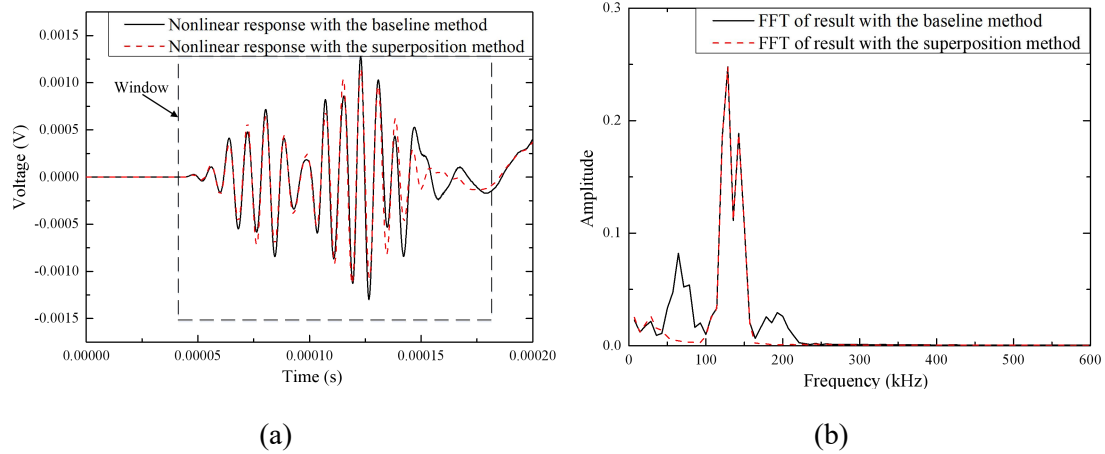 Nonlinear response with the baseline method
Nonlinear response with the superposition method
Window
0.0015
0.0010
0.0005
0.0000
-0.0005
-0.0010
-0.0015
Voltage (V)
0.00000
0.00005
0.00010
0.00015
0.00020
Time (s)
(a)
FFT of result with the baseline method
FFT of result with the superposition method
0.3
0.2
0.1
0.0
Amplitude
0
100
200
300
400
500
600
Frequency (kHz)
(b)